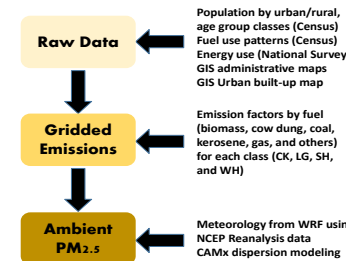 Population by urban/rural,
age group classes (Census)
Raw Data
Fuel use patterns (Census)
Energy use (National Survey
GIS administrative maps
GIS Urban built-up map
Emission factors by fuel
Gridded
Emissions
(biomass, cow dung, coal,
kerosene, gas, and others)
for each class (CK, LG, SH,
and WH)
Ambient
PM2.5
Meteorology from WRF usin
NCEP Reanalysis data
CAMx dispersion modeling